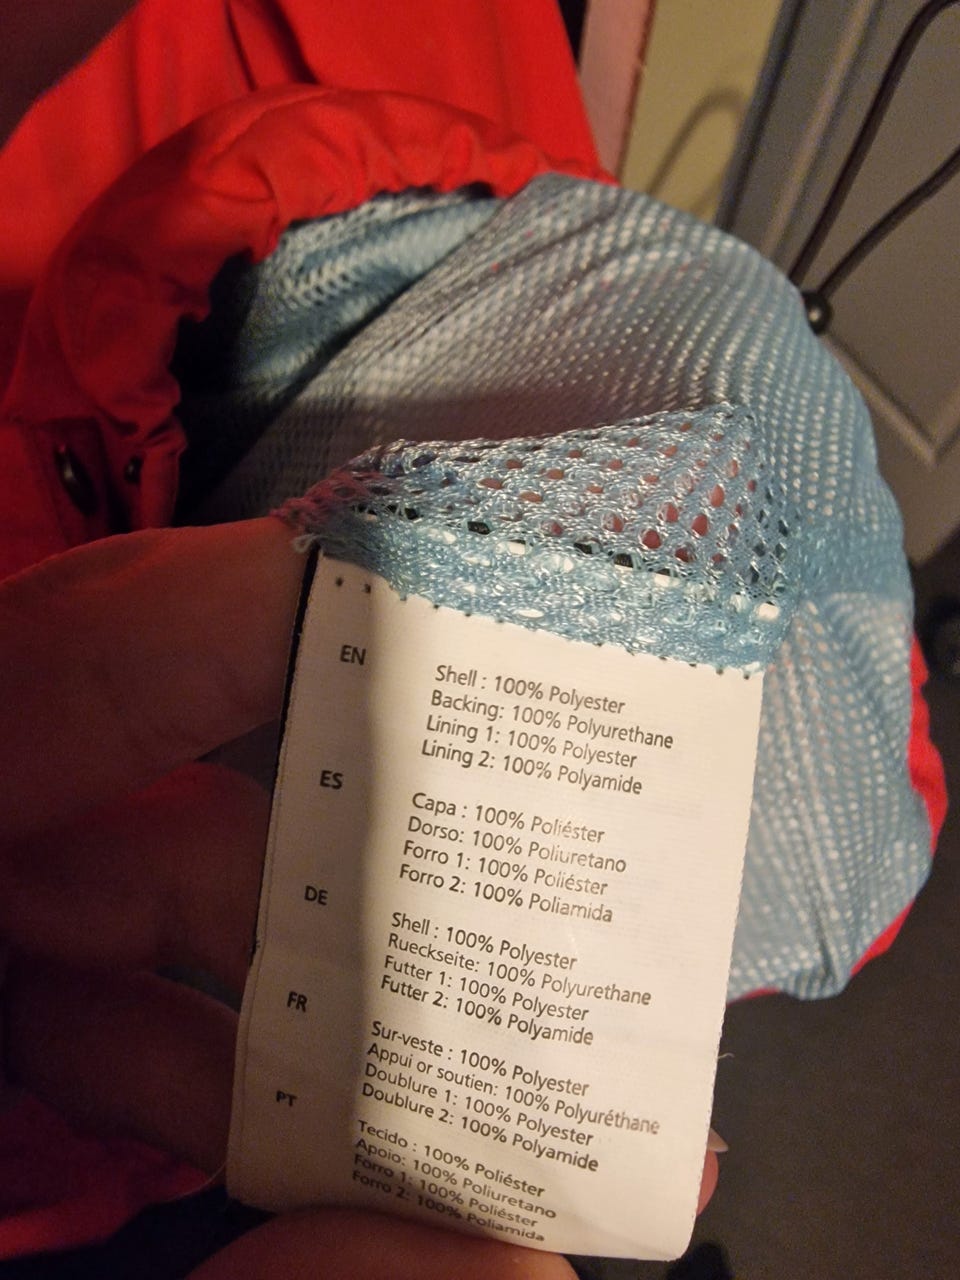 EN
Shell : 100% Polyester
Backing: 100% Polyurethane
Lining 1: 100% Polyester
Lining 2: 100% Polyamide
ES
Capa : 100% Poliéster
Dorso: 100% Poliuretano
Forro 1: 100% Poliéster
Forro 2: 100% Poliamida
DE
Shell : 100% Polyester
Rueckseite: 100% Polyurethane
Futter 1: 100% Polyester
Futter 2: 100% Polyamide
FR
Sur-veste : 100% Polyester
Appui or soutien: 100% Polyuréthane
Doublure 1: 100% Polyester
Doublure 2: 100% Polyamide
PT
Tecido : 100% Poliéster
Apoio: 100% Poliuretano
Forro 1: 100% Poliéster
Forro 2: 100% Poliamida